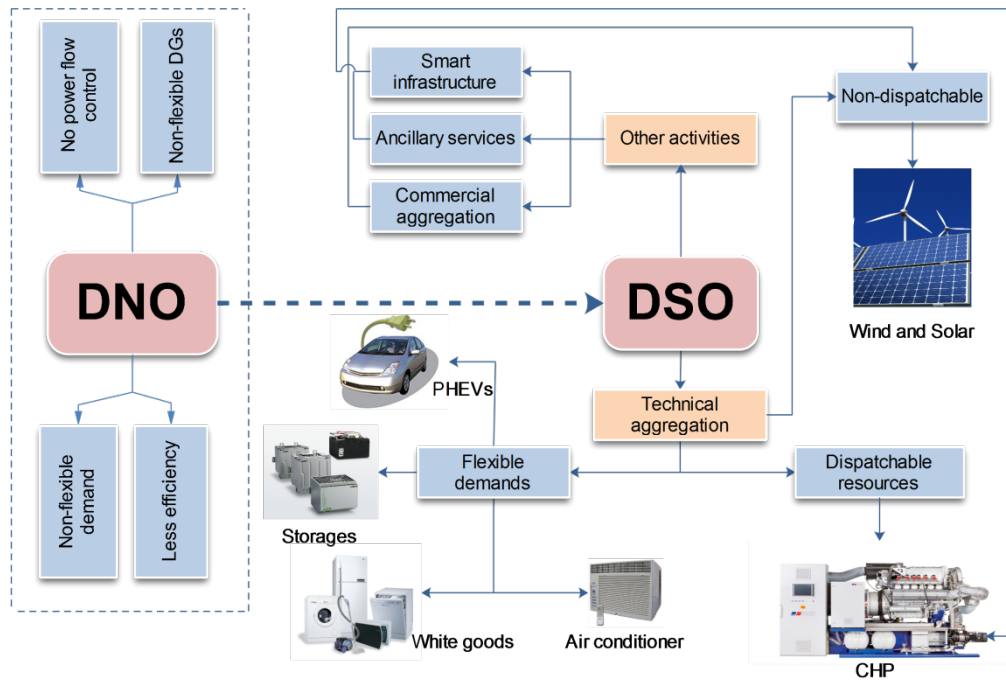 No power flow
control
Non-flexible DGs
DNO
Non-flexible
demand
Less efficiency
Smart
infrastructure
Ancillary services
Commercial
aggregation
Other activities
Non-dispatchable
Wind and Solar
DSO
PHEVs
Technical
aggregation
Flexible
demands
Dispatchable
resources
Storages
White goods
Air conditioner
CHP